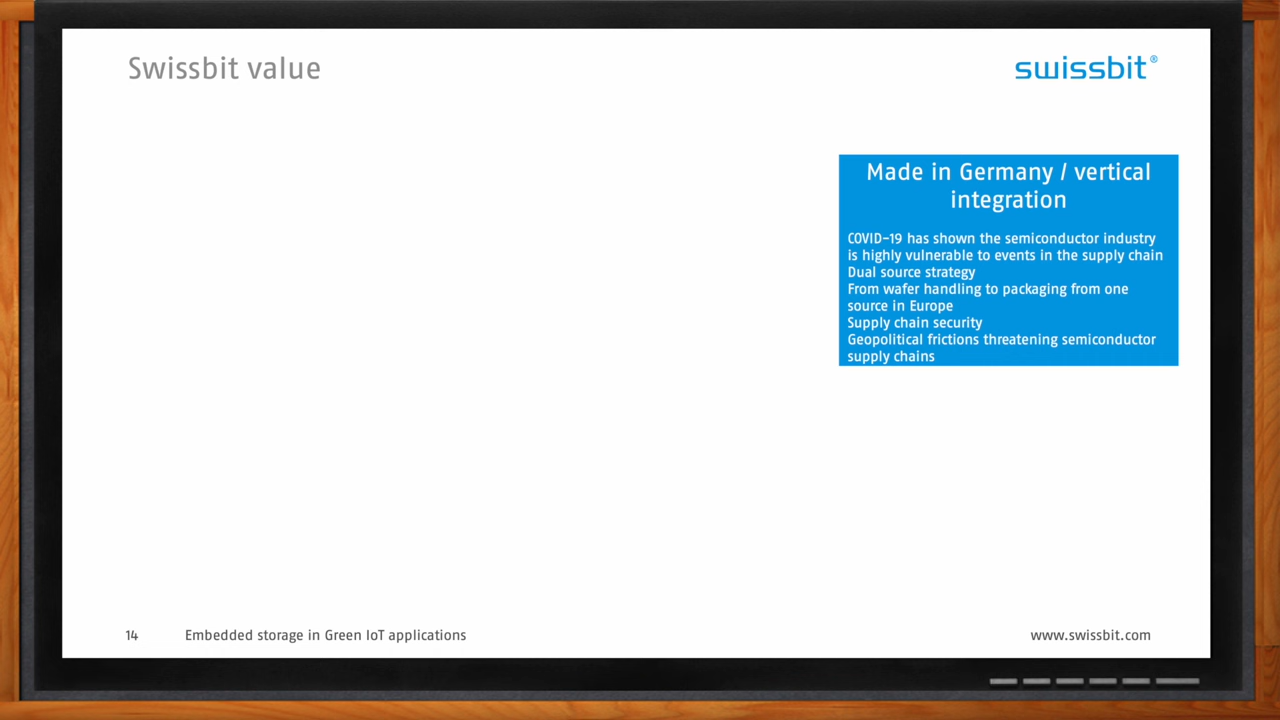 Swissbit value
swissbit®
Made in Germany / vertical
integration
COVID-19 has shown the semiconductor industry
is highly vulnerable to events in the supply chain
Dual source strategy
From wafer handling to packaging from one
source in Europe
Supply chain security
Geopolitical frictions threatening semiconductor
supply chains
14
Embedded storage in Green IoT applications
www.swissbit.com